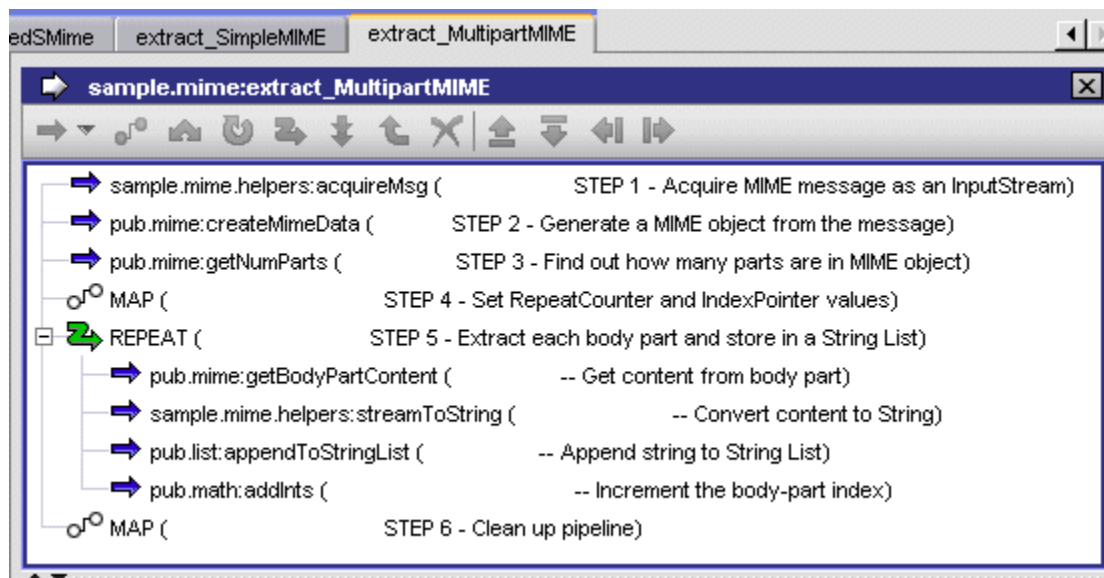 edSMime extract_SimpleMIME extract_MultipartMIME
sample.mime:extract_MultipartMIME
sample.mime.helpers:acquireMsg ( STEP 1 - Acquire MIME message as an InputStream)
pub.mime:createMimeData ( STEP 2 - Generate a MIME object from the message)
pub.mime:getNumParts ( STEP 3 - Find out how many parts are in MIME object)
MAP ( STEP 4 - Set RepeatCounter and IndexPointer values)
REPEAT ( STEP 5 - Extract each body part and store in a String List)
pub.mime:getBodyPartContent ( -- Get content from body part)
sample.mime.helpers:streamToString ( -- Convert content to String)
pub.list:appendToStringList ( -- Append string to String List)
pub.math:addInts ( -- Increment the body-part index)
MAP ( STEP 6 - Clean up pipeline)